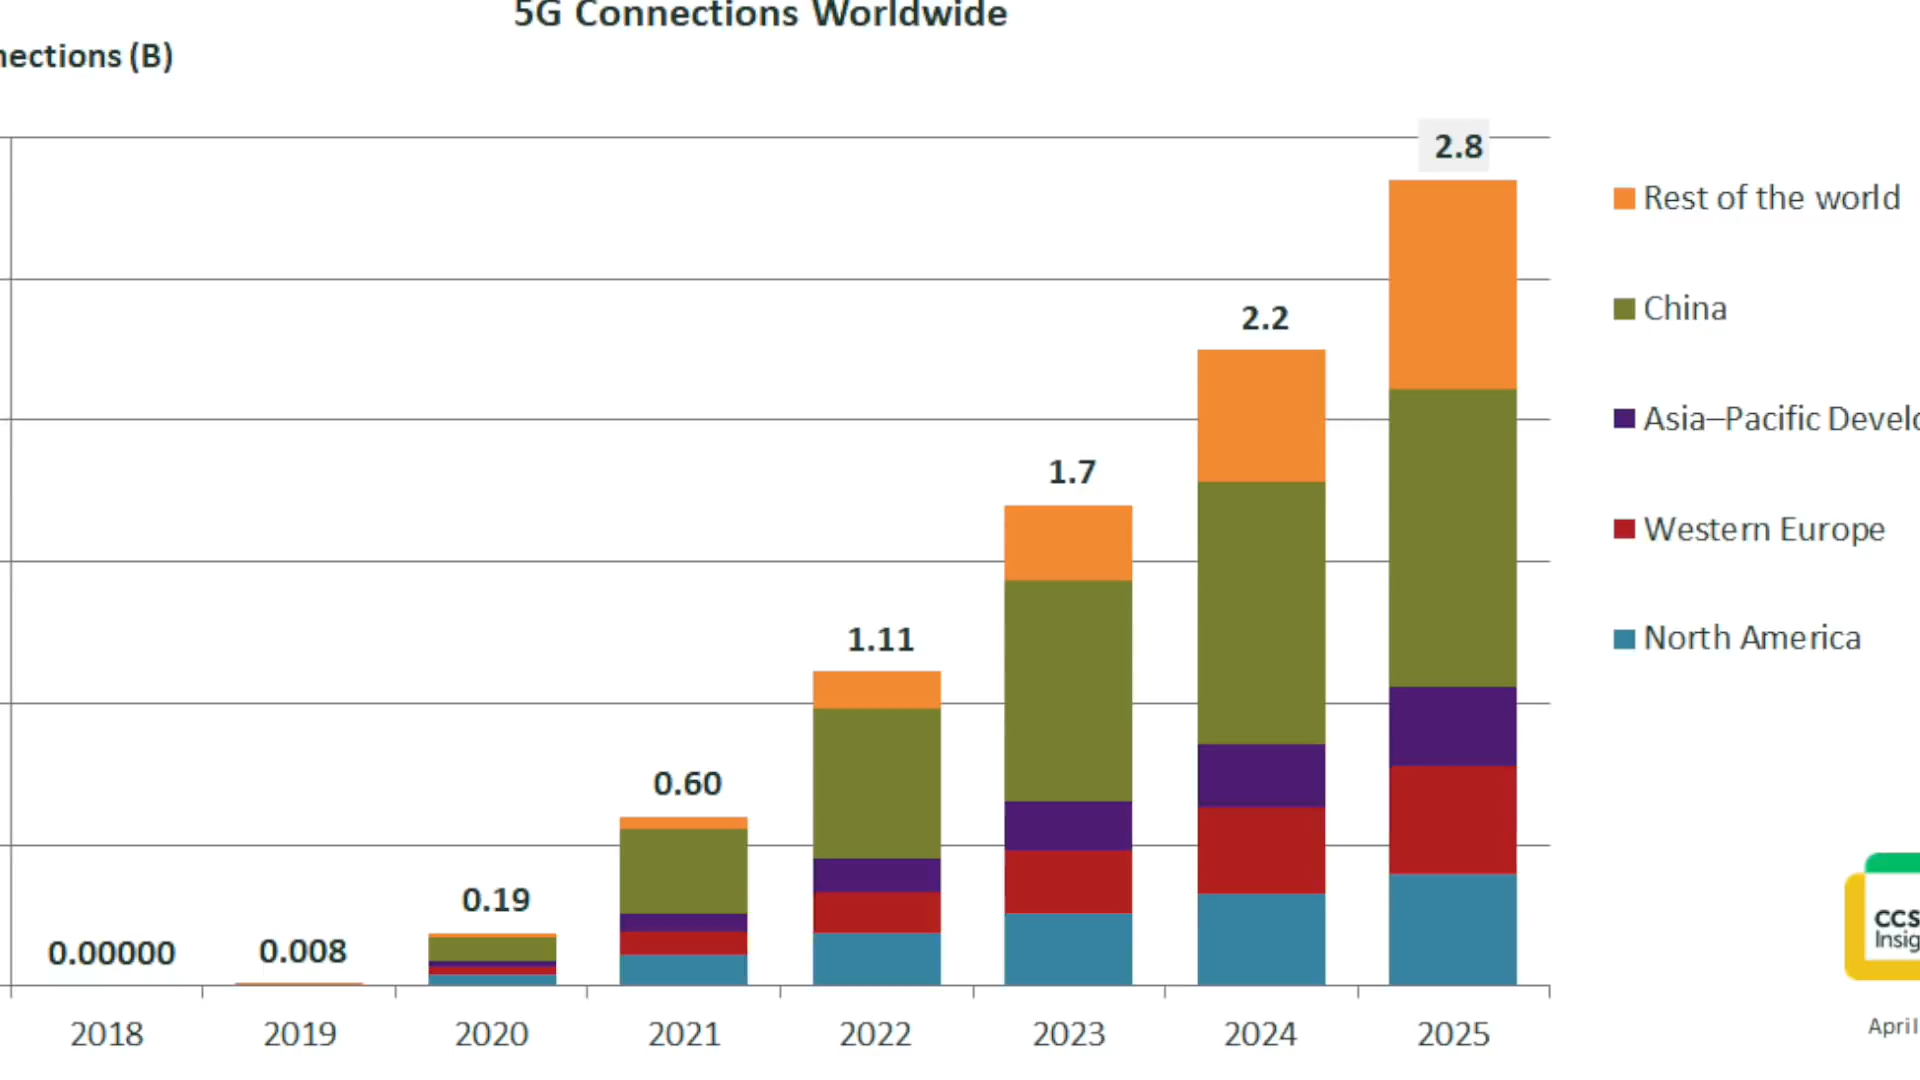 5G Connections Worldwide
(B)
2.8
2.2
1.7
1.11
0.60
0.19
0.008
0.00000
2018 2019 2020 2021 2022 2023 2024 2025
Rest of the world
China
Asia–Pacific
Western Europe
North America
CCS
April